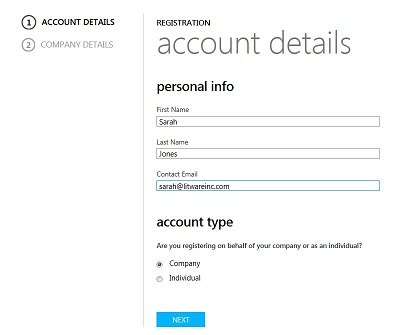 1 ACCOUNT DETAILS
2 COMPANY DETAILS
REGISTRATION
account details
personal info
First Name
Sarah
Last Name
Jones
Contact Email
sarah@litwareinc.com
account type
Are you registering on behalf of your company or as an individual?
Company
Individual
NEXT